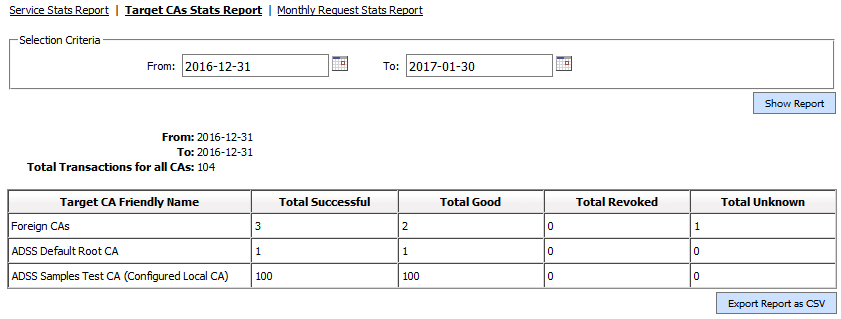 Service Stats Report | Target CAs Stats Report | Monthly Request Stats Report
Selection Criteria
From: 2016-12-31 To: 2017-01-30
Show Report
From: 2016-12-31
To: 2016-12-31
Total Transactions for all CAs: 104
Target CA Friendly Name Total Successful Total Good Total Revoked Total Unknown
Foreign CAs 3 2 0 1
ADSS Default Root CA 1 1 0 0
ADSS Samples Test CA (Configured Local CA) 100 100 0 0
Export Report as CSV